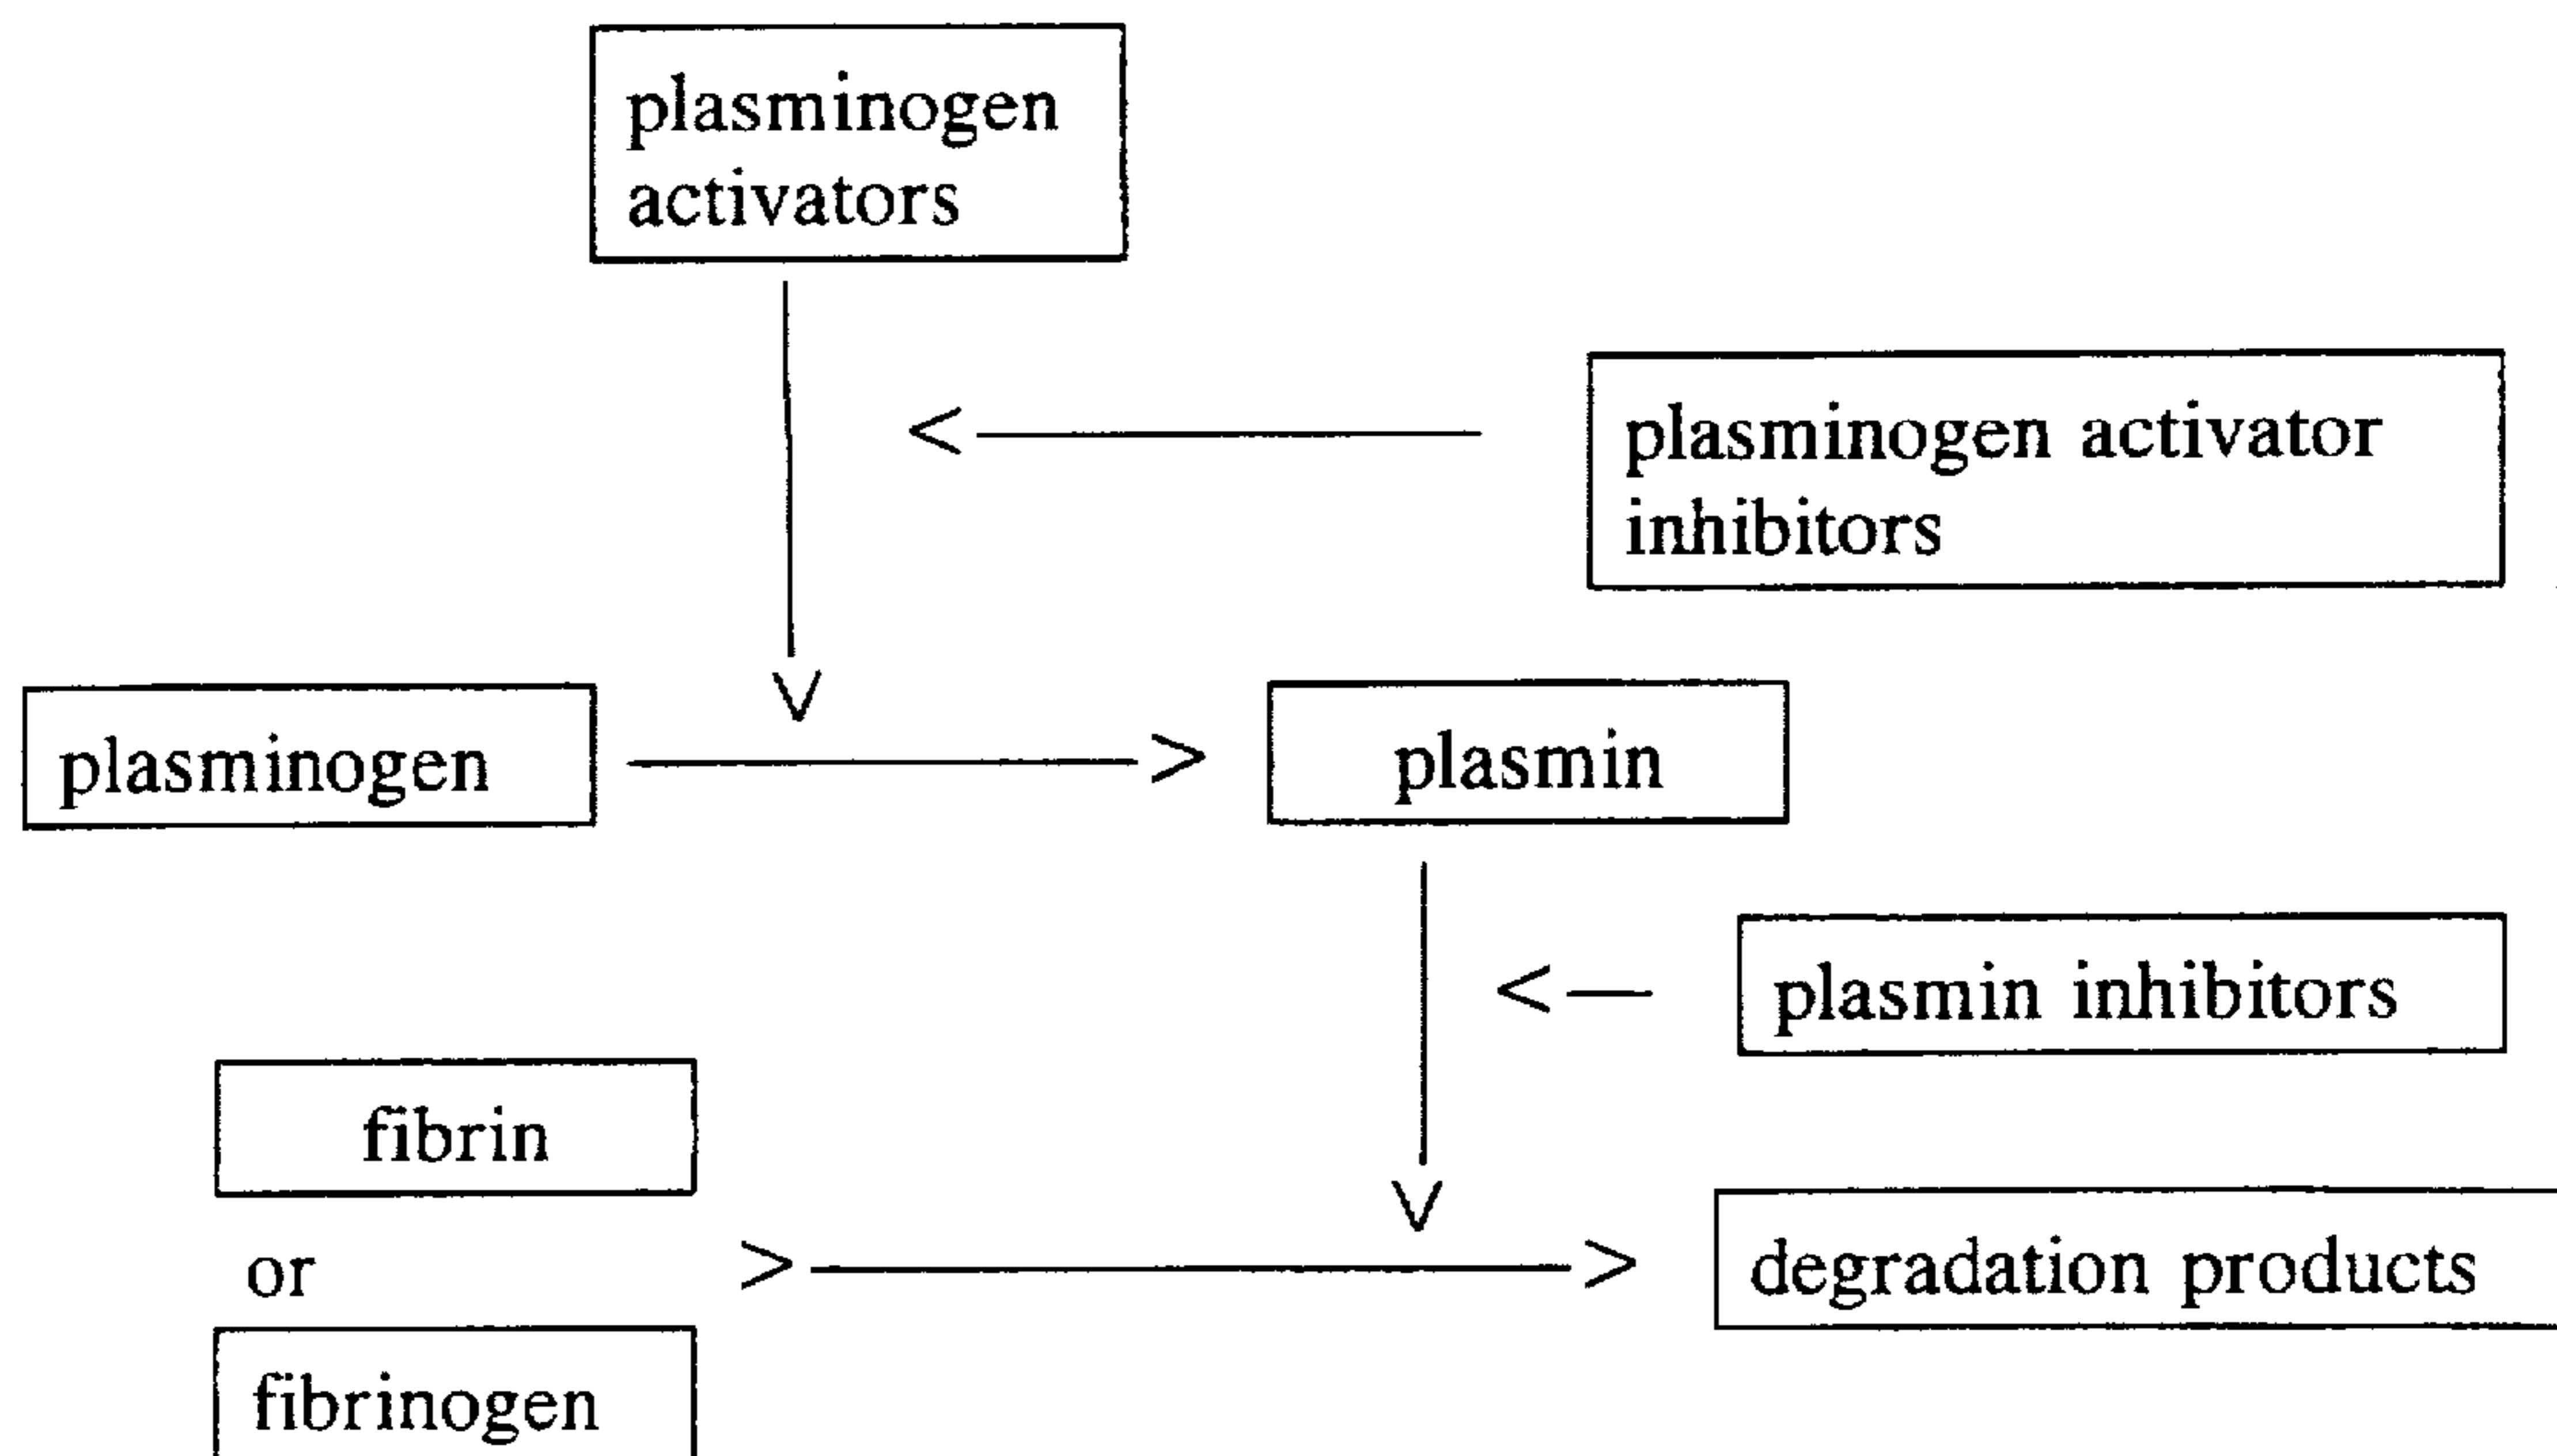 plasminogen
activators
plasminogen activator
inhibitors
plasminogen
plasmin
plasmin inhibitors
fibrin
or
degradation products
fibrinogen